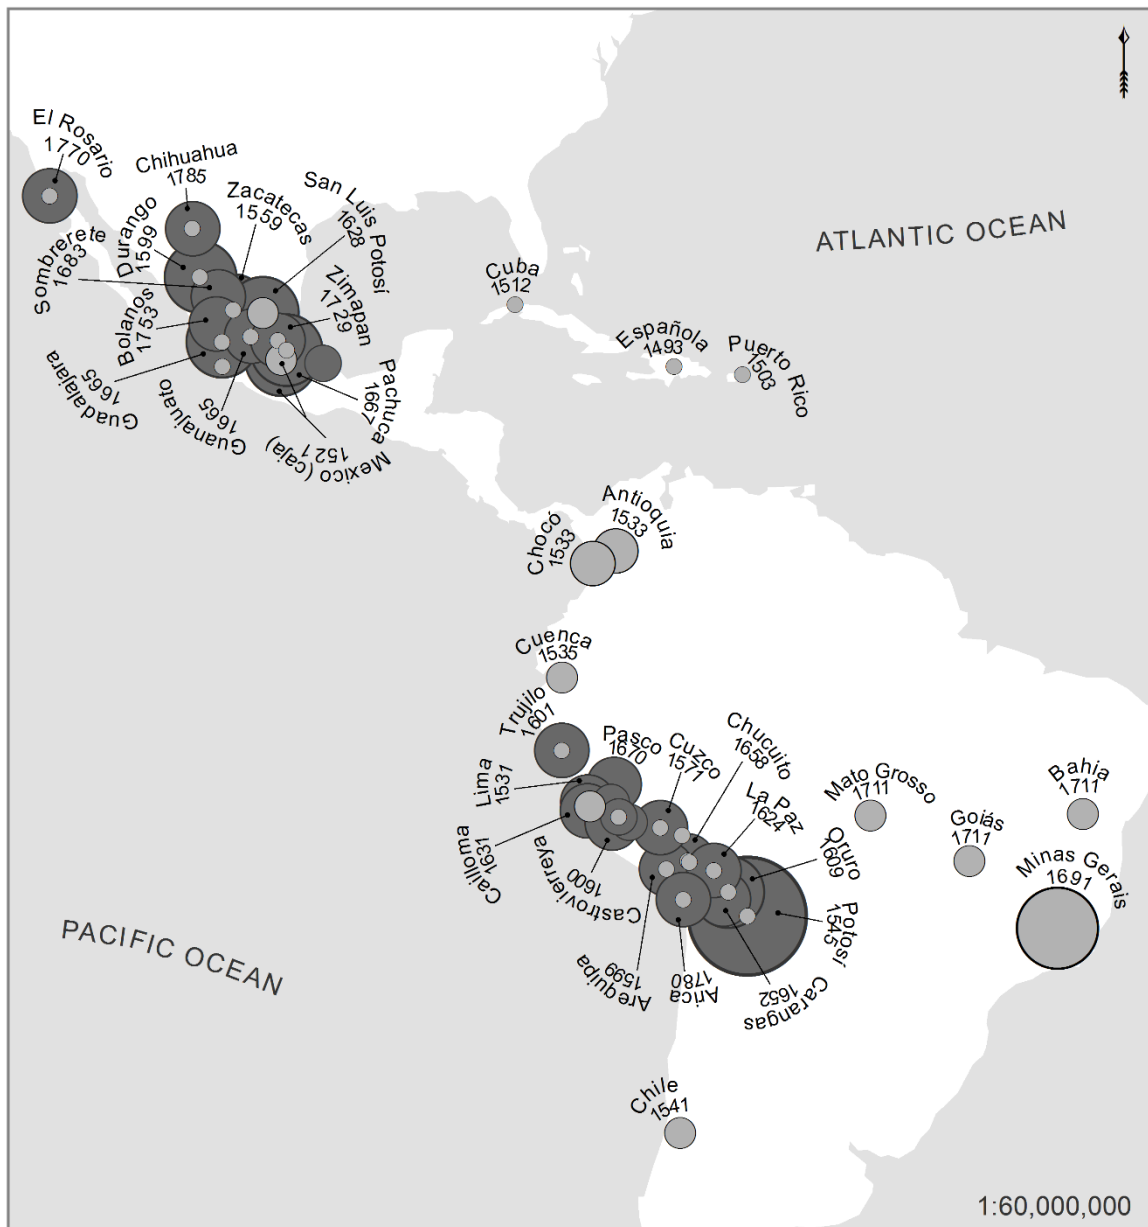 El Rosario
1770
Chihuahua
1785
Zacatecas
1559
San Luis Potosí
1628
Durango
1599
Sombrerete
1683
Zimapan
1729
Bolanos
1753
Guadalajara
1665
Guanajuato
1665
Pachuca
1667
Mexico (caja)
1521
ATLANTIC OCEAN
Cuba
1512
Española
1493
Puerto Rico
1503
Antioquia
1533
Chocó
1533
Cuenca
1535
Trujilo
1601
Pasco
1670
Cuzco
1571
Chucuito
1658
Lima
1531
La Paz
1624
Cailloma
1631
Castrovierreya
1600
Oruro
1609
Potosí
1545
Arequipa
1599
Arica
1780
Carangas
1652
Mato Grosso
1711
Goiás
1711
Bahia
1711
Minas Gerais
1691
PACIFIC OCEAN
Chile
1541
1:60,000,000